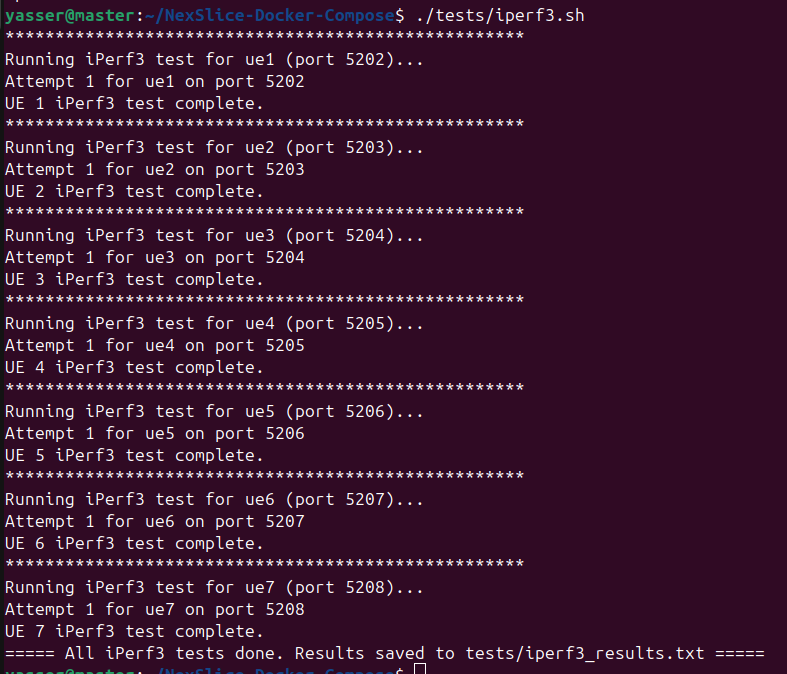 yasser@master:~/NexSlice-Docker-Compose$ ./tests/iperf3.sh
****************************************************
Running iPerf3 test for ue1 (port 5202)...
Attempt 1 for ue1 on port 5202
UE 1 iPerf3 test complete.
****************************************************
Running iPerf3 test for ue2 (port 5203)...
Attempt 1 for ue2 on port 5203
UE 2 iPerf3 test complete.
****************************************************
Running iPerf3 test for ue3 (port 5204)...
Attempt 1 for ue3 on port 5204
UE 3 iPerf3 test complete.
****************************************************
Running iPerf3 test for ue4 (port 5205)...
Attempt 1 for ue4 on port 5205
UE 4 iPerf3 test complete.
****************************************************
Running iPerf3 test for ue5 (port 5206)...
Attempt 1 for ue5 on port 5206
UE 5 iPerf3 test complete.
****************************************************
Running iPerf3 test for ue6 (port 5207)...
Attempt 1 for ue6 on port 5207
UE 6 iPerf3 test complete.
****************************************************
Running iPerf3 test for ue7 (port 5208)...
Attempt 1 for ue7 on port 5208
UE 7 iPerf3 test complete.
===== All iPerf3 tests done. Results saved to tests/iperf3_results.txt =====
yasser@master:~/NexSlice-Docker-Compose$